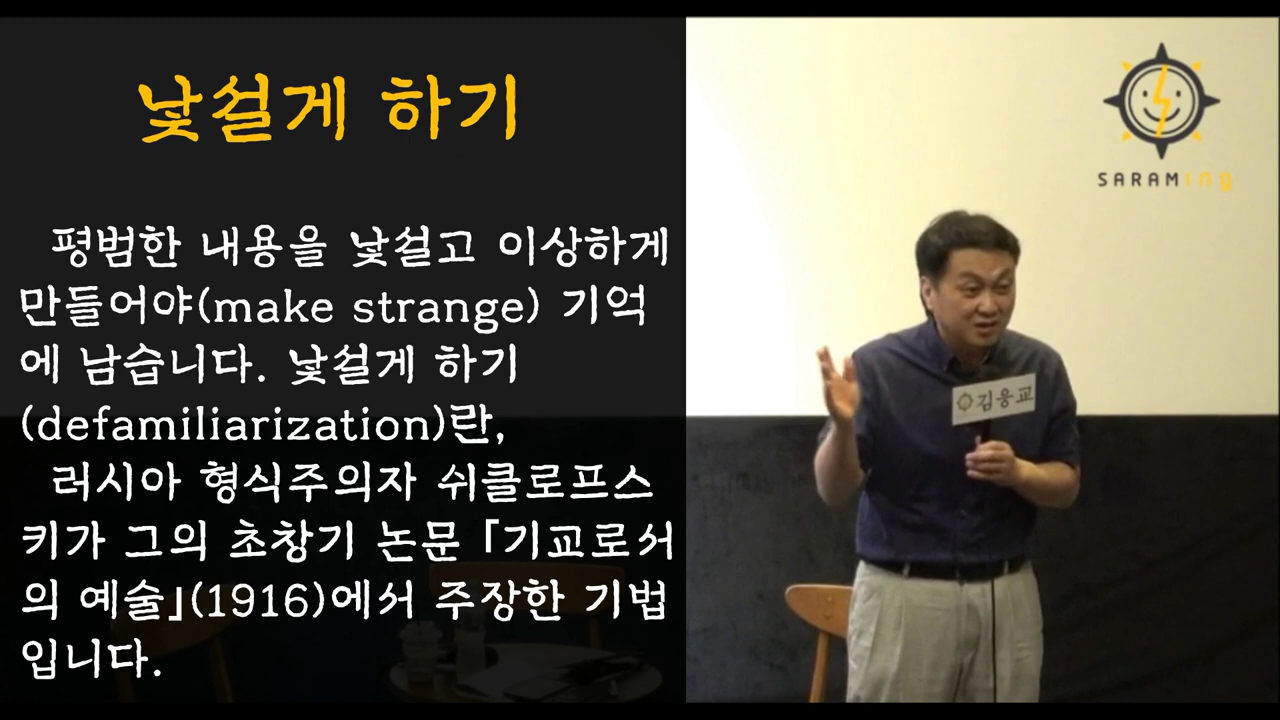 낯설게 하기
평범한 내용을 낯설고 이상하게
만들어야(make strange) 기억
에 남습니다. 낯설게 하기
(defamiliarization)란,
러시아 형식주의자 쉬클로프스
키가 그의 초창기 논문 「기교로서
의 예술」(1916)에서 주장한 기법
입니다.
SARAMing
김응교